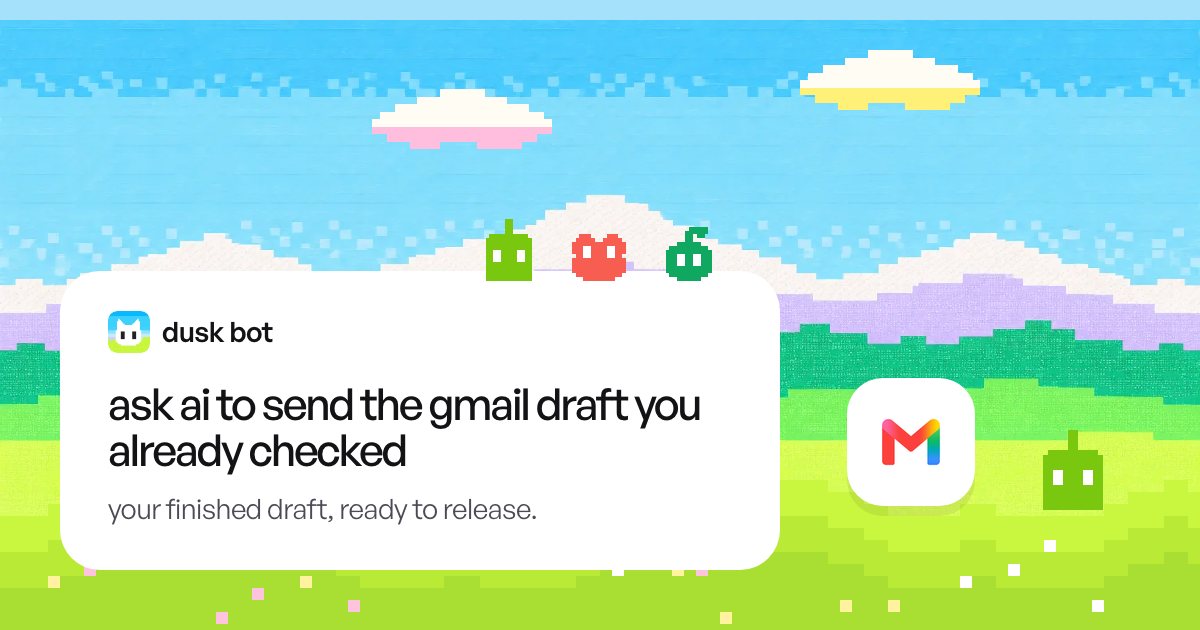 dusk bot
ask ai to send the gmail draft you
already checked
your finished draft, ready to release.